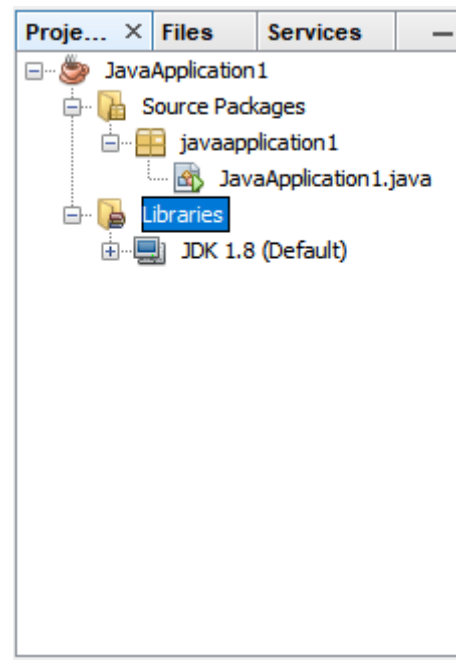 Proje... × Files Services
JavaApplication1
Source Packages
javaapplication1
JavaApplication1.java
Libraries
JDK 1.8 (Default)